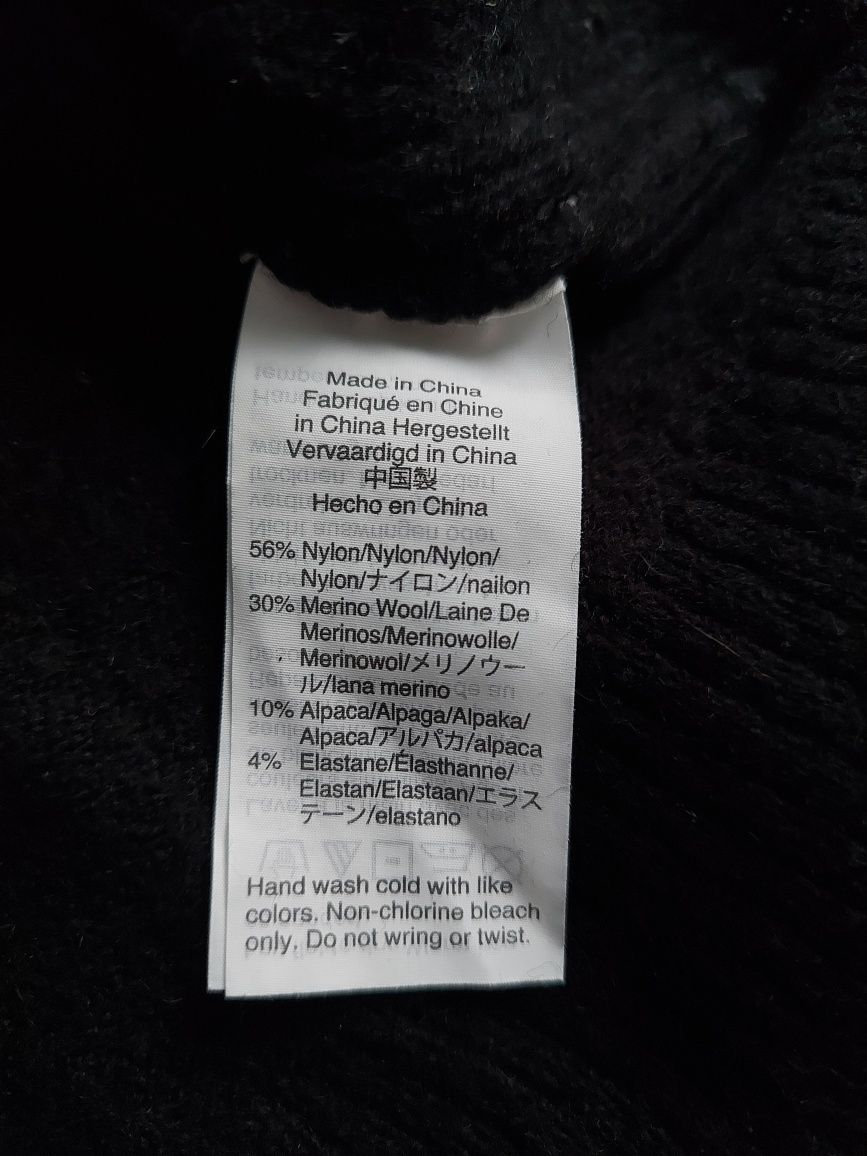 Made in China
Fabriqué en Chine
in China Hergestellt
Vervaardigd in China
中国製
Hecho en China
56% Nylon/Nylon/Nylon/
Nylon/ナイロン/nailon
30% Merino Wool/Laine De
Merinos/Merinowolle/
Merinowol/メリノウー
ル/lana merino
10% Alpaca/Alpaga/Alpaka/
Alpaca/アルパカ/alpaca
4% Elastane/Élasthanne/
Elastan/Elastaan/エラス
テーン/elastano
Hand wash cold with like
colors. Non-chlorine bleach
only. Do not wring or twist.